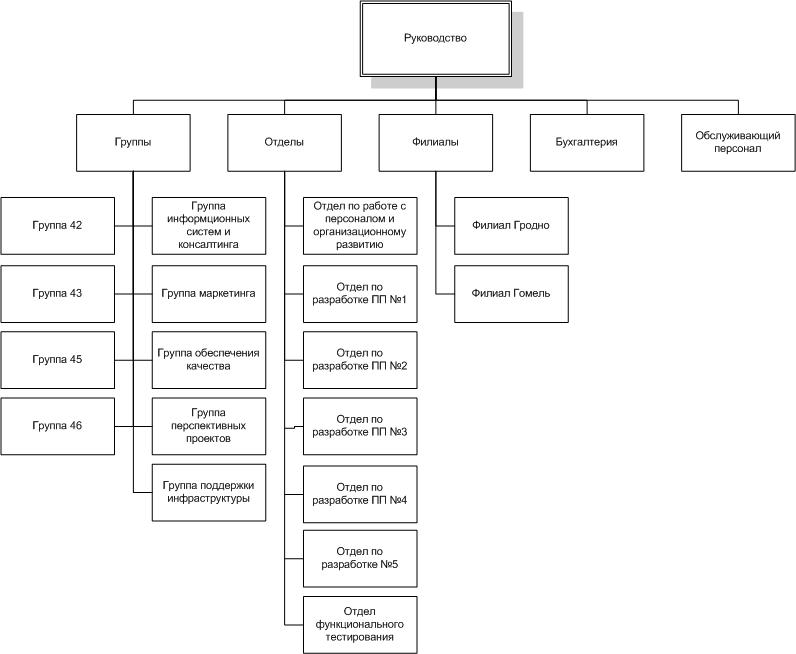 Руководство
Группы
Отделы
Филиалы
Бухгалтерия
Обслуживающий
персонал
Группа 42
Группа
информционных
систем и
консалтинга
Отдел по работе с
персоналом и
организационному
развитию
Филиал Гродно
Группа 43
Группа маркетинга
Отдел по
разработке ПП №1
Филиал Гомель
Группа 45
Группа обеспечения
качества
Отдел по
разработке ПП №2
Группа 46
Группа
перспективных
проектов
Отдел по
разработке ПП №3
Группа поддержки
инфраструктуры
Отдел по
разработке ПП №4
Отдел по
разработке №5
Отдел
функционального
тестирования